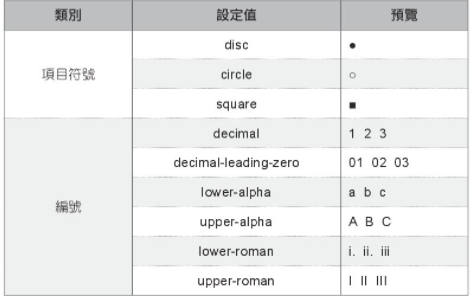 類別 設定值 預覽
項目符號 disc ●
circle ○
square ■
編號 decimal 1 2 3
decimal-leading-zero 01 02 03
lower-alpha a b c
upper-alpha A B C
lower-roman i. ii. iii
upper-roman I II III